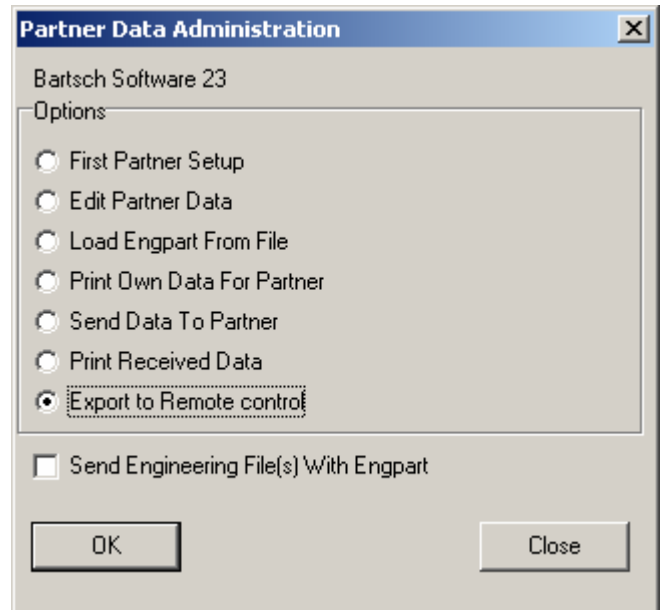 Partner Data Administration
Bartsch Software 23
Options
First Partner Setup
Edit Partner Data
Load Engpart From File
Print Own Data For Partner
Send Data To Partner
Print Received Data
Export to Remote control
Send Engineering File(s) With Engpart
OK Close